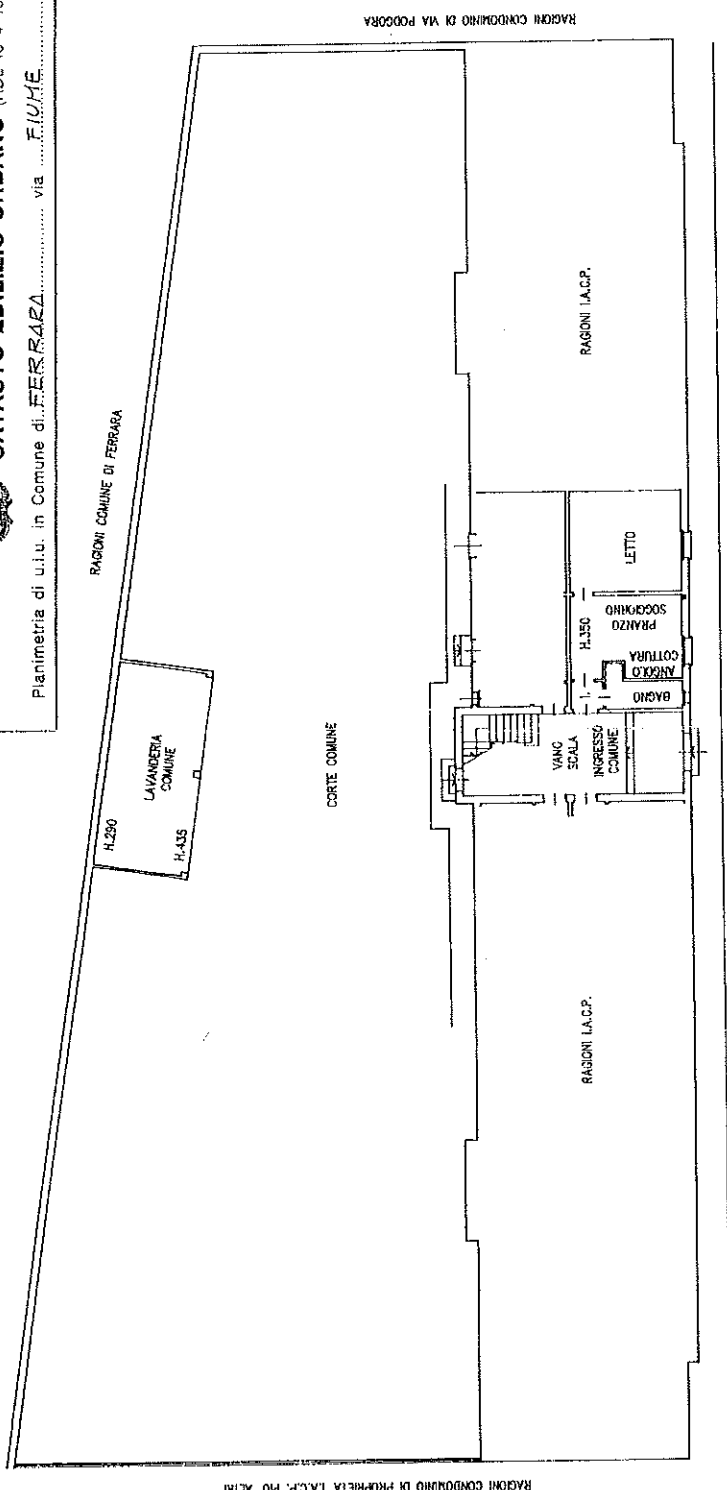 CATASTO EDILIZIO URBANO
Planimetria di u.i.u. in Comune di FERRARA via FIUME
RAGIONI CONDOMINIO DI VIA PODGORA
RAGIONI COMUNE DI FERRARA
H.290
LAVANDERIA
COMUNE
H.435
CORTE COMUNE
RAGIONI I.A.C.P.
LETTO
H.350
PRANZO
SOGGIORNO
ANGOLO
COTTURA
BAGNO
VANO
SCALA
INGRESSO
COMUNE
RAGIONI I.A.C.P.
RAGIONI CONDOMINIO DI PROPRIETA' I.A.C.P. PIU' ALTRI